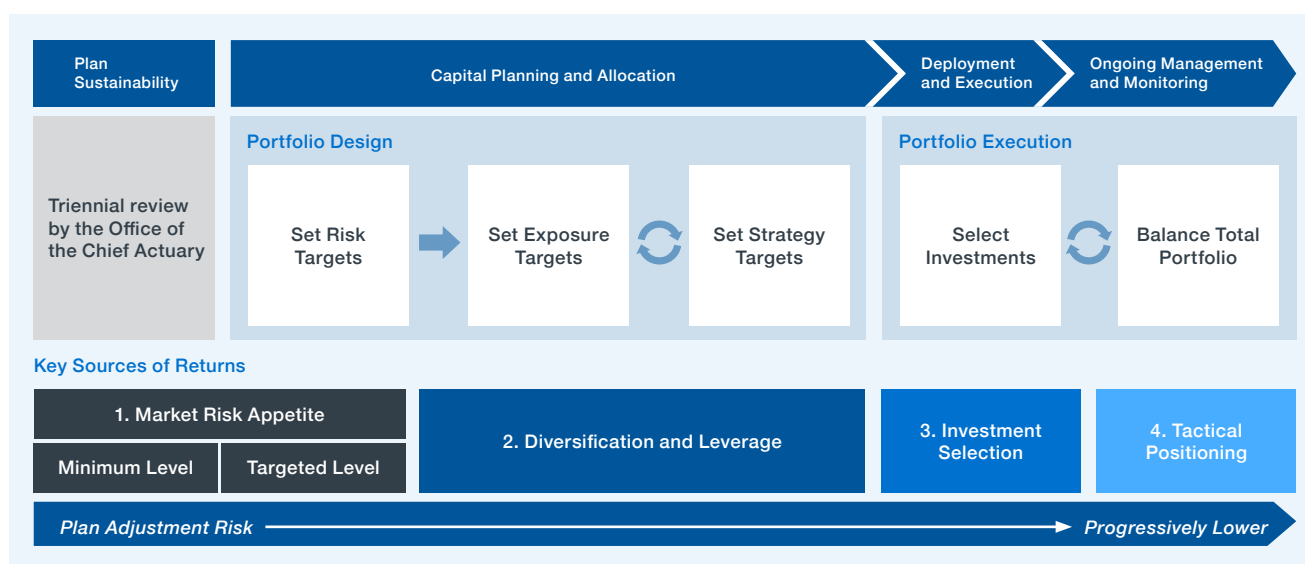 Plan
Sustainability
Capital Planning and Allocation
Deployment
and Execution
Ongoing Management
and Monitoring
Triennial review
by the Office of
the Chief Actuary
Portfolio Design
Set Risk
Targets
Set Exposure
Targets
Set Strategy
Targets
Portfolio Execution
Select
Investments
Balance Total
Portfolio
Key Sources of Returns
1. Market Risk Appetite
Minimum Level
Targeted Level
2. Diversification and Leverage
3. Investment
Selection
4. Tactical
Positioning
Plan Adjustment Risk
Progressively Lower